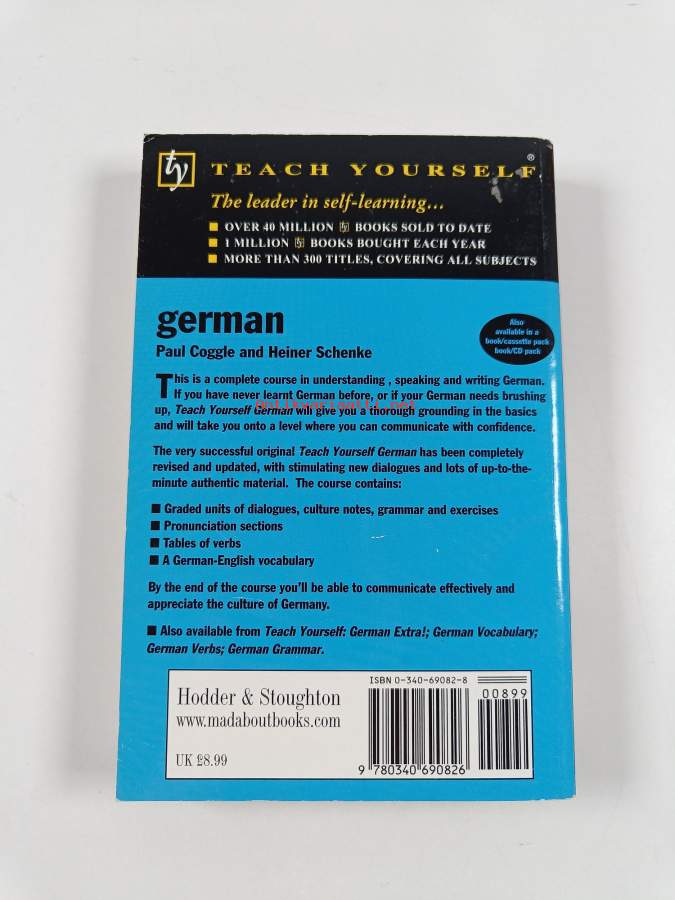 ty TEACH YOURSELF®
The leader in self-learning...
■ OVER 40 MILLION ty BOOKS SOLD TO DATE
■ 1 MILLION ty BOOKS BOUGHT EACH YEAR
■ MORE THAN 300 TITLES, COVERING ALL SUBJECTS
german
Paul Coggle and Heiner Schenke
Also
available in a
book/cassette pack
book/CD pack
This is a complete course in understanding , speaking and writing German.
If you have never learnt German before, or if your German needs brushing
up, Teach Yourself German will give you a thorough grounding in the basics
and will take you onto a level where you can communicate with confidence.
The very successful original Teach Yourself German has been completely
revised and updated, with stimulating new dialogues and lots of up-to-the-
minute authentic material. The course contains:
■ Graded units of dialogues, culture notes, grammar and exercises
■ Pronunciation sections
■ Tables of verbs
■ A German-English vocabulary
By the end of the course you'll be able to communicate effectively and
appreciate the culture of Germany.
■ Also available from Teach Yourself: German Extra!; German Vocabulary;
German Verbs; German Grammar.
Hodder & Stoughton
www.madaboutbooks.com
UK £8.99
ISBN 0-340-69082-8
00899
9 780340 690826